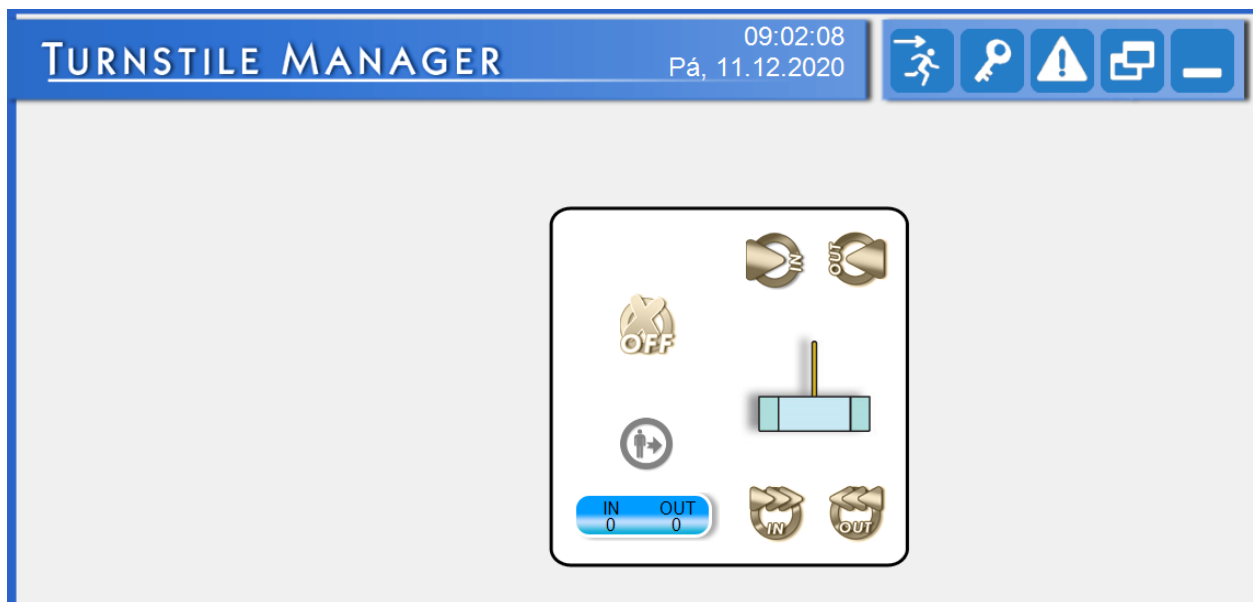 TURNSTILE MANAGER
09:02:08
Pá, 11.12.2020
IN
OUT
OFF
IN OUT
0 0
IN
OUT